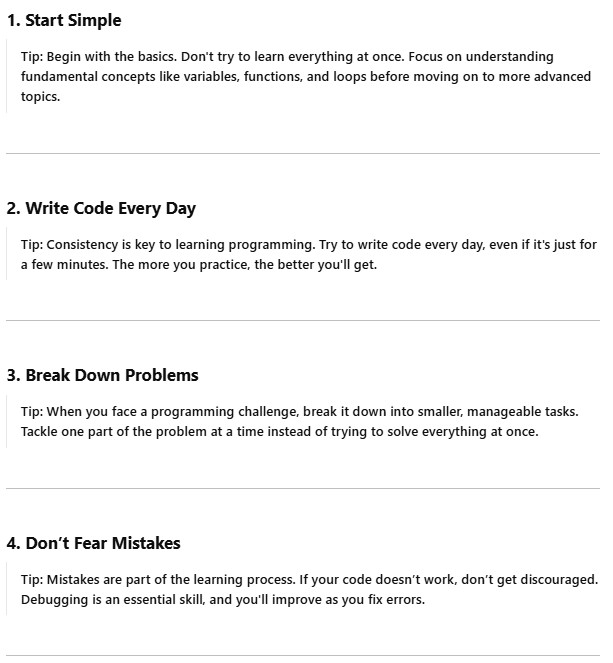 1. Start Simple
Tip: Begin with the basics. Don't try to learn everything at once. Focus on understanding
fundamental concepts like variables, functions, and loops before moving on to more advanced
topics.
2. Write Code Every Day
Tip: Consistency is key to learning programming. Try to write code every day, even if it's just for
a few minutes. The more you practice, the better you'll get.
3. Break Down Problems
Tip: When you face a programming challenge, break it down into smaller, manageable tasks.
Tackle one part of the problem at a time instead of trying to solve everything at once.
4. Don’t Fear Mistakes
Tip: Mistakes are part of the learning process. If your code doesn’t work, don’t get discouraged.
Debugging is an essential skill, and you'll improve as you fix errors.